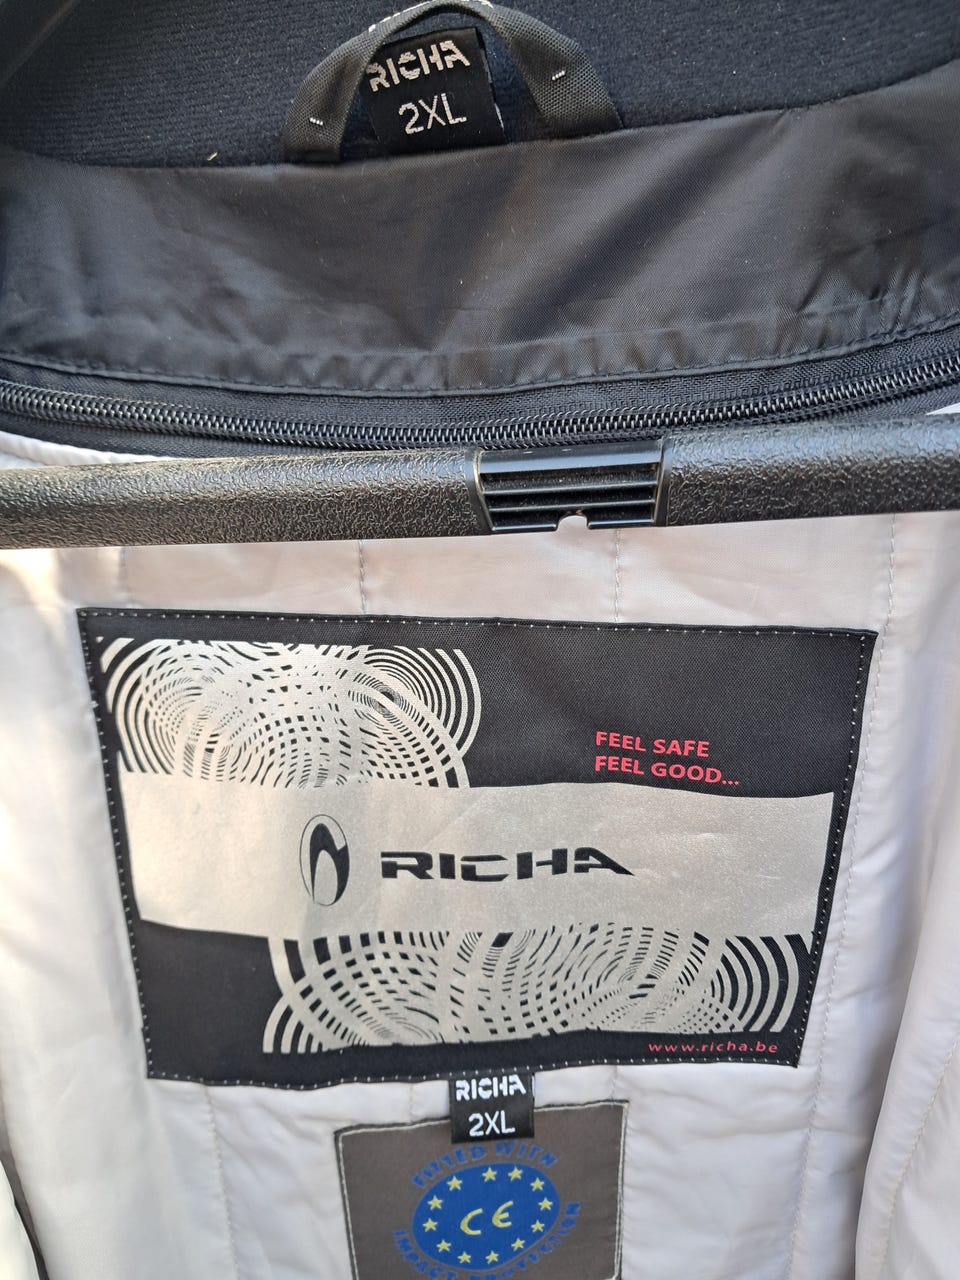 RICHA
2XL
FEEL SAFE
FEEL GOOD...
RICHA
www.richa.be
RICHA
2XL
FITTED WITH
CE
IMPACT PROTECTION